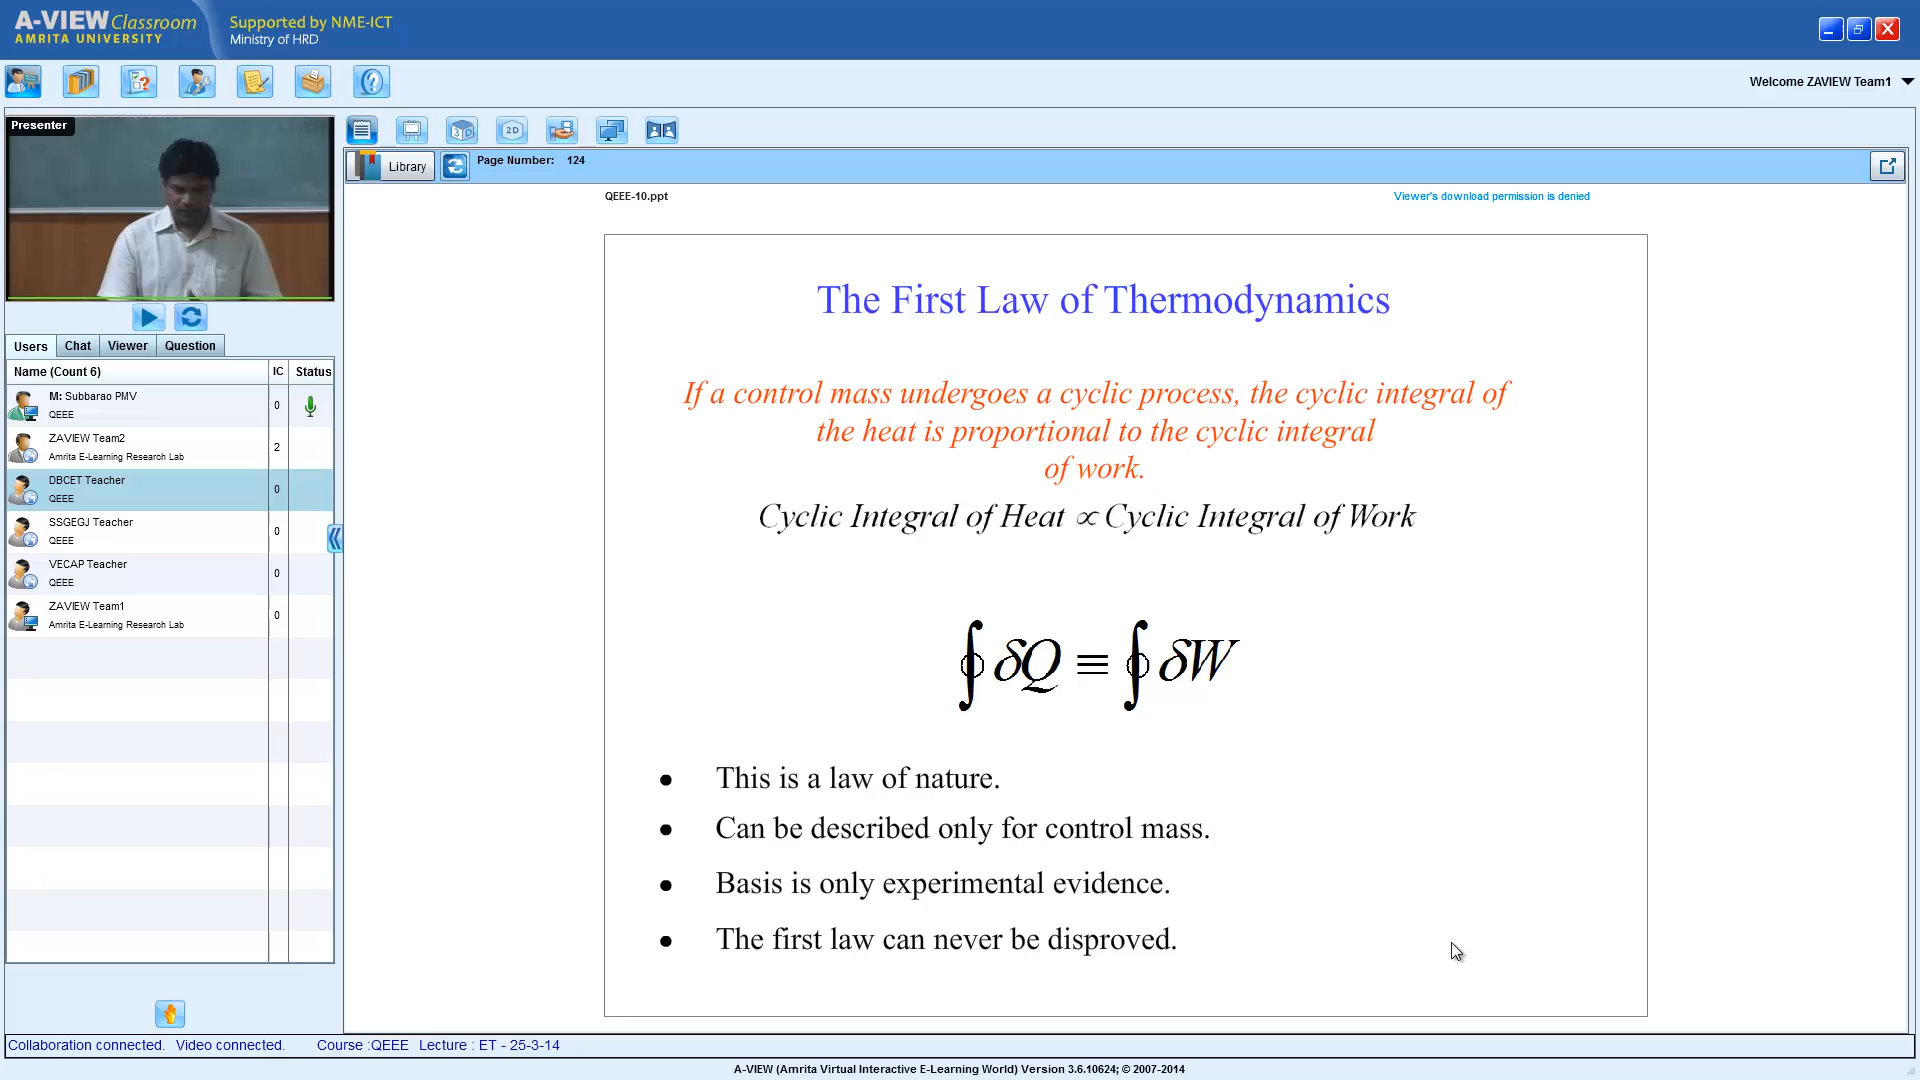 A-VIEW Classroom
AMRITA UNIVERSITY
Supported by NME-ICT
Ministry of HRD
Welcome ZAVIEW Team1
Presenter
Library
Page Number: 124
QEEE-10.ppt
Viewer's download permission is denied
Users Chat Viewer Question
Name (Count 6) IC Status
M: Subbarao PMV
QEEE
0
ZAVIEW Team2
Amrita E-Learning Research Lab
2
DBCET Teacher
QEEE
0
SSGEGJ Teacher
QEEE
0
VECAP Teacher
QEEE
0
ZAVIEW Team1
Amrita E-Learning Research Lab
0
The First Law of Thermodynamics
If a control mass undergoes a cyclic process, the cyclic integral of
the heat is proportional to the cyclic integral
of work.
Cyclic Integral of Heat ∝ Cyclic Integral of Work
∮ δQ ≡ ∮ δW
• This is a law of nature.
• Can be described only for control mass.
• Basis is only experimental evidence.
• The first law can never be disproved.
Collaboration connected. Video connected. Course :QEEE Lecture : ET - 25-3-14
A-VIEW (Amrita Virtual Interactive E-Learning World) Version 3.6.10624; © 2007-2014